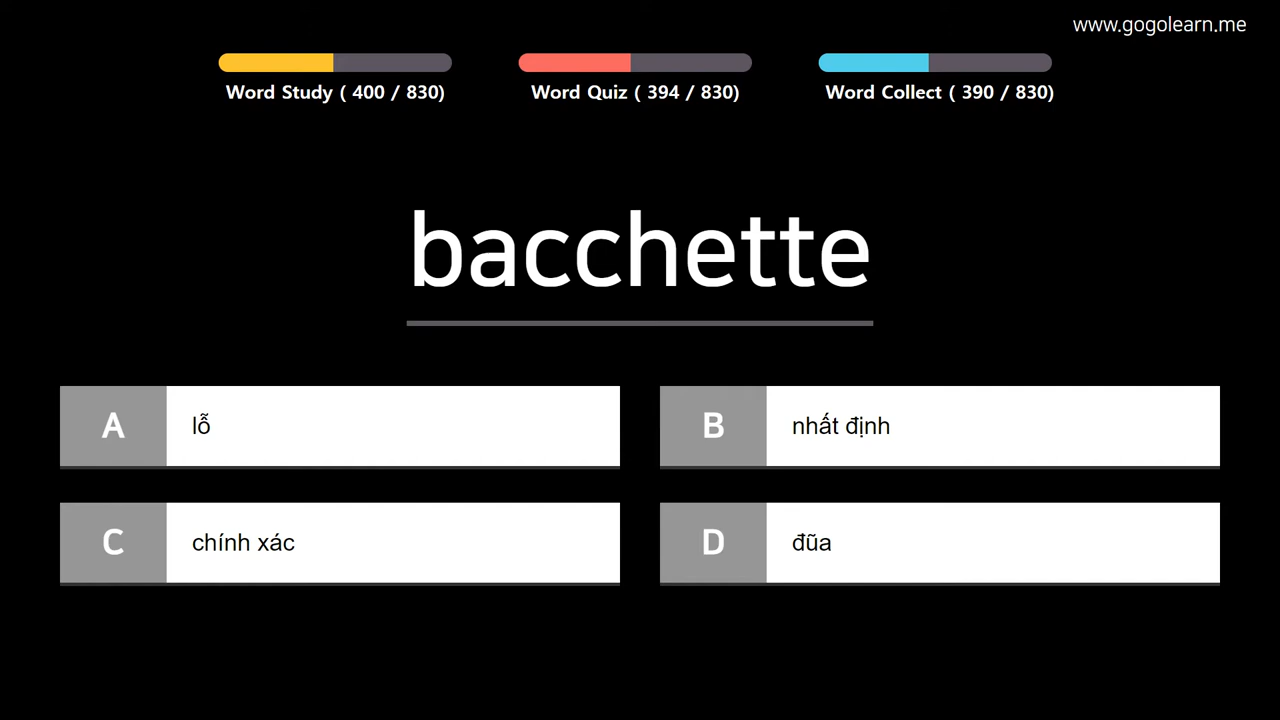 www.gogolearn.me
Word Study ( 400 / 830)
Word Quiz ( 394 / 830)
Word Collect ( 390 / 830)
bacchette
A lỗ
B nhất định
C chính xác
D đũa